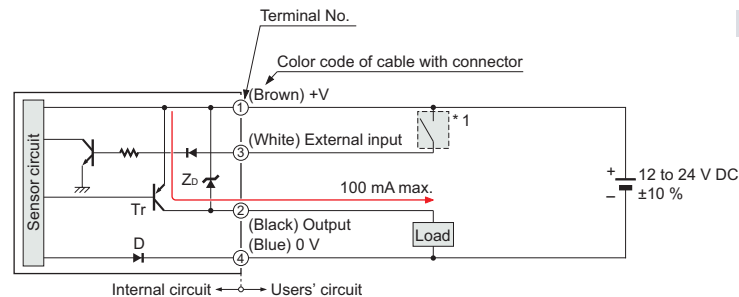 Terminal No.
Color code of cable with connector
(Brown) +V
1
* 1
(White) External input
3
Sensor circuit
ZD
100 mA max.
+ 12 to 24 V DC
– ±10 %
Tr
2
(Black) Output
Load
(Blue) 0 V
D
4
Internal circuit
Users' circuit